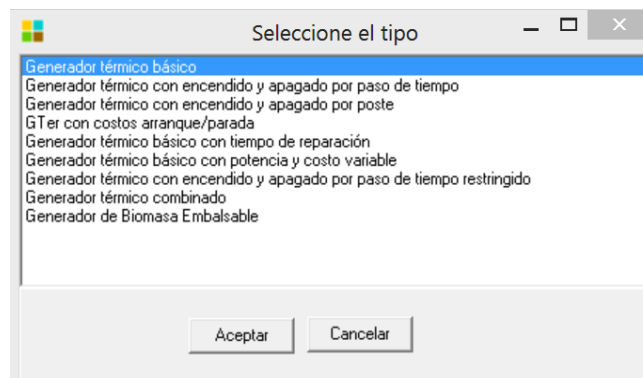 Seleccione el tipo
Generador térmico básico
Generador térmico con encendido y apagado por paso de tiempo
Generador térmico con encendido y apagado por poste
GTer con costos arranque/parada
Generador térmico básico con tiempo de reparación
Generador térmico básico con potencia y costo variable
Generador térmico con encendido y apagado por paso de tiempo restringido
Generador térmico combinado
Generador de Biomasa Embalsable
Aceptar Cancelar